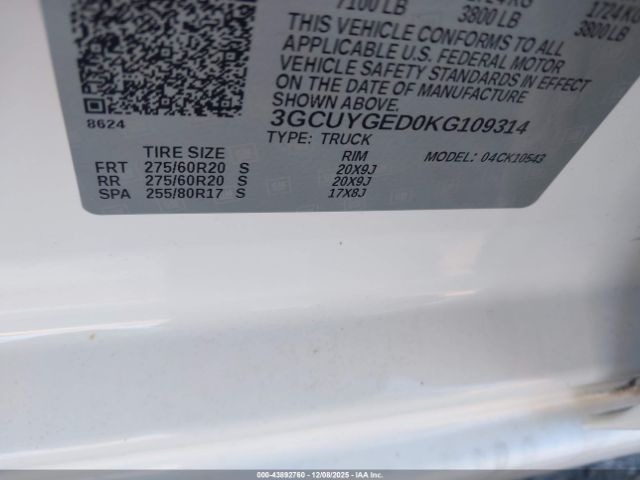 7100 LB 3800 LB 3800 LB
THIS VEHICLE CONFORMS TO ALL
APPLICABLE U.S. FEDERAL MOTOR
VEHICLE SAFETY STANDARDS IN EFFECT
ON THE DATE OF MANUFACTURE
SHOWN ABOVE.
8624
3GCUYGED0KG109314
TYPE: TRUCK
MODEL: 04CK10543
TIRE SIZE RIM
FRT 275/60R20 S 20X9J
RR 275/60R20 S 20X9J
SPA 255/80R17 S 17X8J
00-43892760 | 12/08/2025 | IAA Inc.